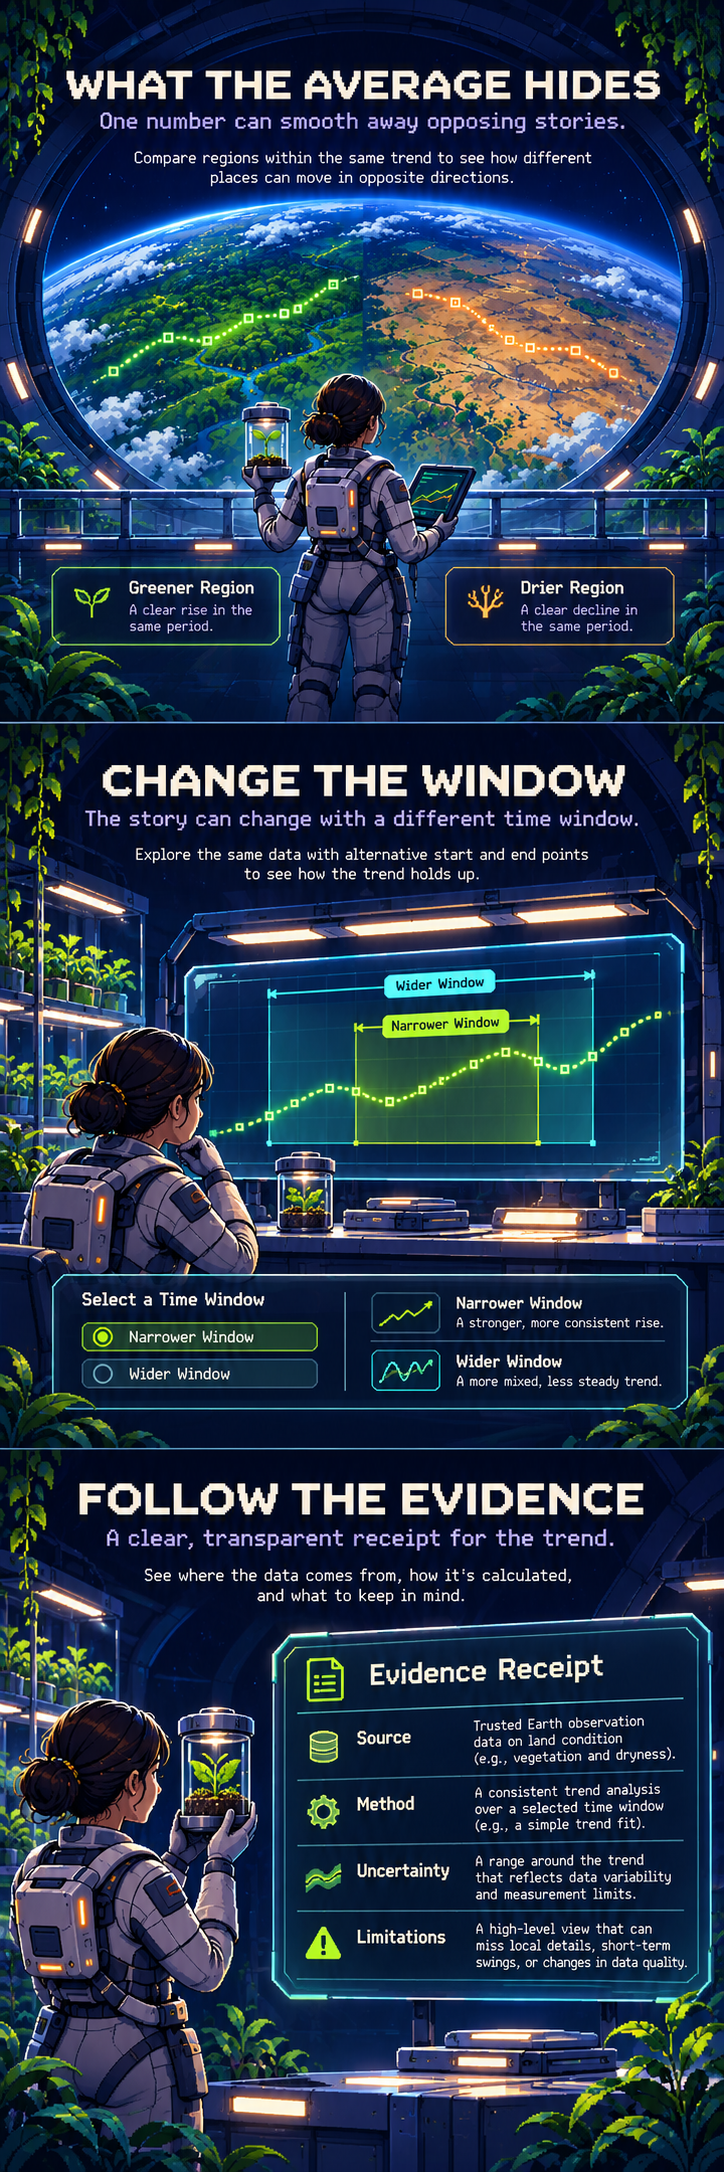 WHAT THE AVERAGE HIDES
One number can smooth away opposing stories.
Compare regions within the same trend to see how different
places can move in opposite directions.
Greener Region
A clear rise in the
same period.
Drier Region
A clear decline in
the same period.
CHANGE THE WINDOW
The story can change with a different time window.
Explore the same data with alternative start and end points
to see how the trend holds up.
Wider Window
Narrower Window
Select a Time Window
Narrower Window
Wider Window
Narrower Window
A stronger, more consistent rise.
Wider Window
A more mixed, less steady trend.
FOLLOW THE EVIDENCE
A clear, transparent receipt for the trend.
See where the data comes from, how it's calculated,
and what to keep in mind.
Evidence Receipt
Source
Trusted Earth observation
data on land condition
(e.g., vegetation and dryness).
Method
A consistent trend analysis
over a selected time window
(e.g., a simple trend fit).
Uncertainty
A range around the trend
that reflects data variability
and measurement limits.
Limitations
A high-level view that can
miss local details, short-term
swings, or changes in data quality.